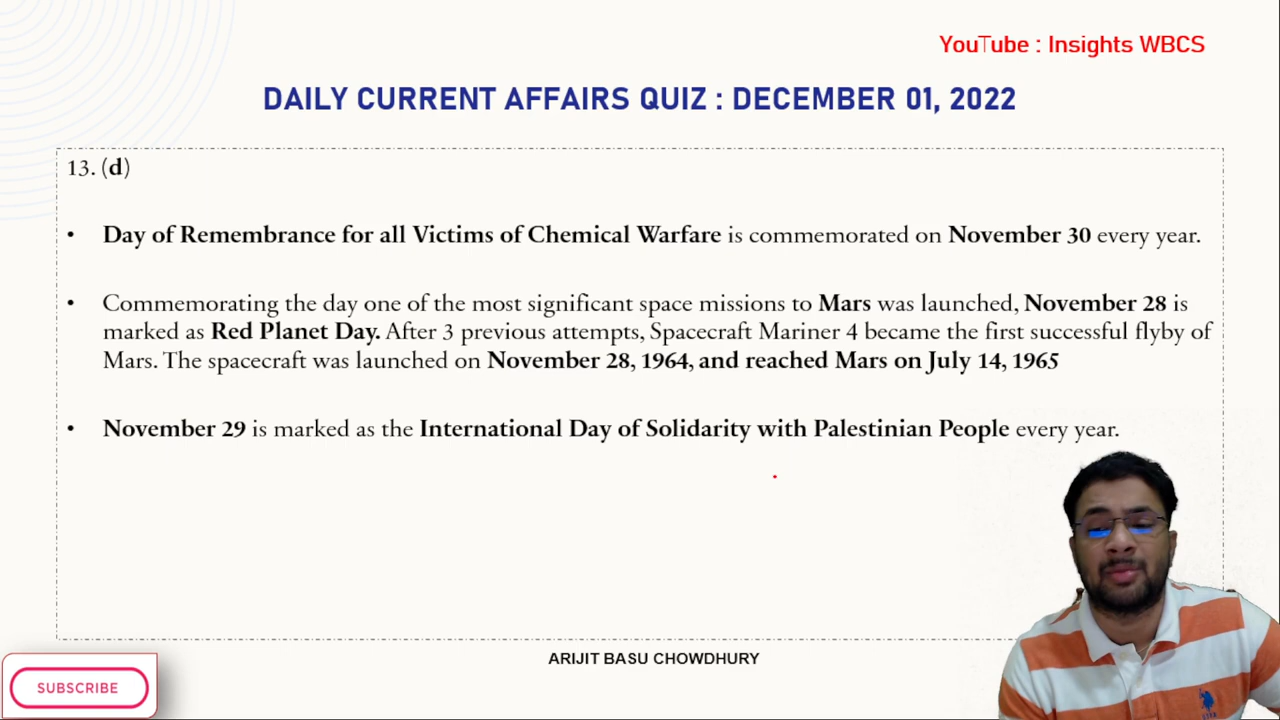 YouTube : Insights WBCS
DAILY CURRENT AFFAIRS QUIZ : DECEMBER 01, 2022
13. (d)
• Day of Remembrance for all Victims of Chemical Warfare is commemorated on November 30 every year.
• Commemorating the day one of the most significant space missions to Mars was launched, November 28 is
marked as Red Planet Day. After 3 previous attempts, Spacecraft Mariner 4 became the first successful flyby of
Mars. The spacecraft was launched on November 28, 1964, and reached Mars on July 14, 1965
• November 29 is marked as the International Day of Solidarity with Palestinian People every year.
ARIJIT BASU CHOWDHURY
SUBSCRIBE